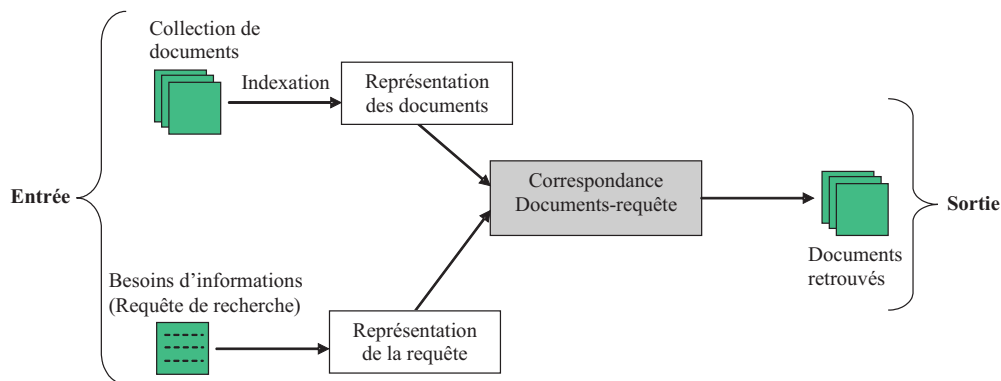 Collection de
documents
Indexation
Représentation
des documents
Entrée
Correspondance
Documents-requête
Sortie
Documents
retrouvés
Besoins d'informations
(Requête de recherche)
Représentation
de la requête